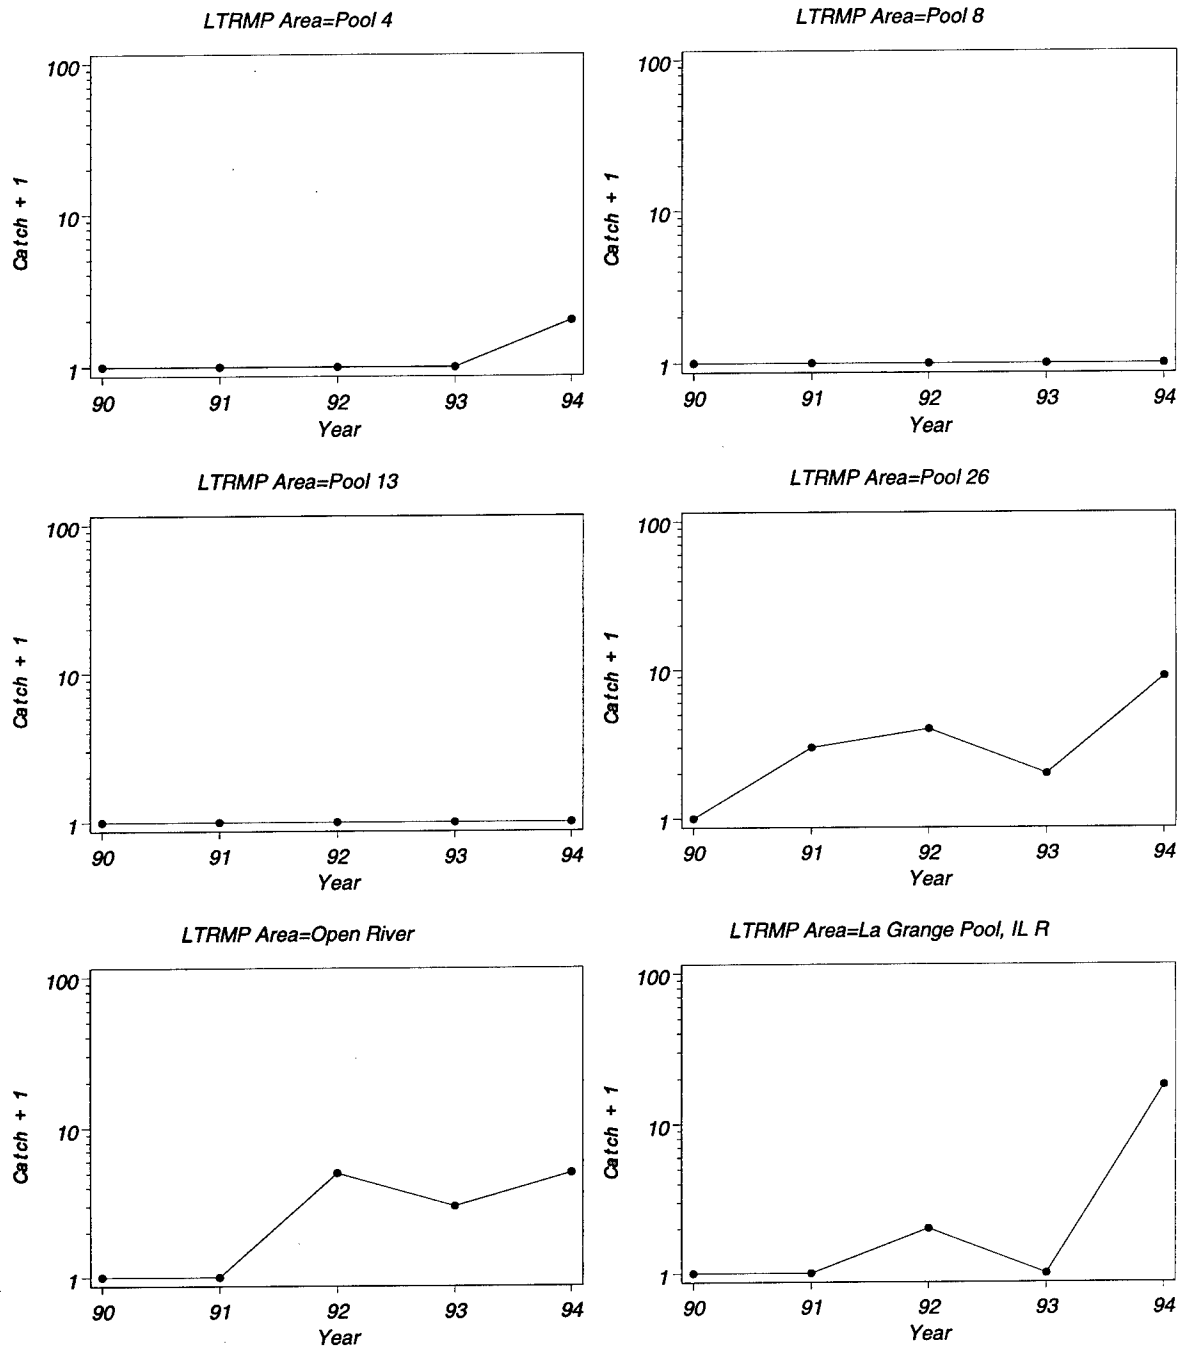 LTRMP Area=Pool 4
100
10
1
Catch + 1
90 91 92 93 94
Year
LTRMP Area=Pool 8
100
10
1
Catch + 1
90 91 92 93 94
Year
LTRMP Area=Pool 13
100
10
1
Catch + 1
90 91 92 93 94
Year
LTRMP Area=Pool 26
100
10
1
Catch + 1
90 91 92 93 94
Year
LTRMP Area=Open River
100
10
1
Catch + 1
90 91 92 93 94
Year
LTRMP Area=La Grange Pool, IL R
100
10
1
Catch + 1
90 91 92 93 94
Year